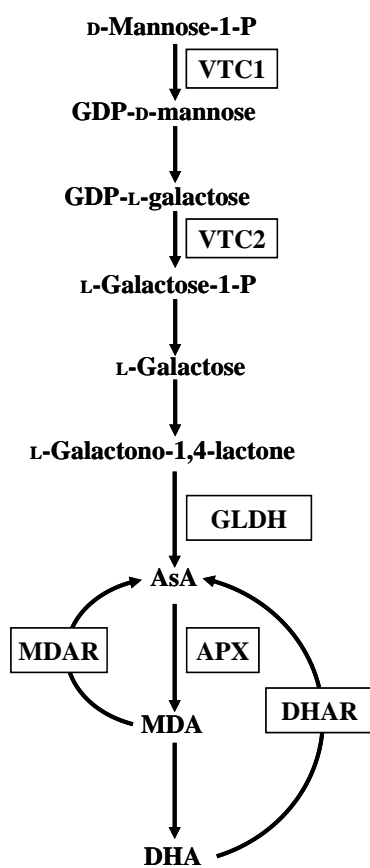 D-Mannose-1-P
VTC1
GDP-D-mannose
GDP-L-galactose
VTC2
L-Galactose-1-P
L-Galactose
L-Galactono-1,4-lactone
GLDH
AsA
MDAR
APX
DHAR
MDA
DHA